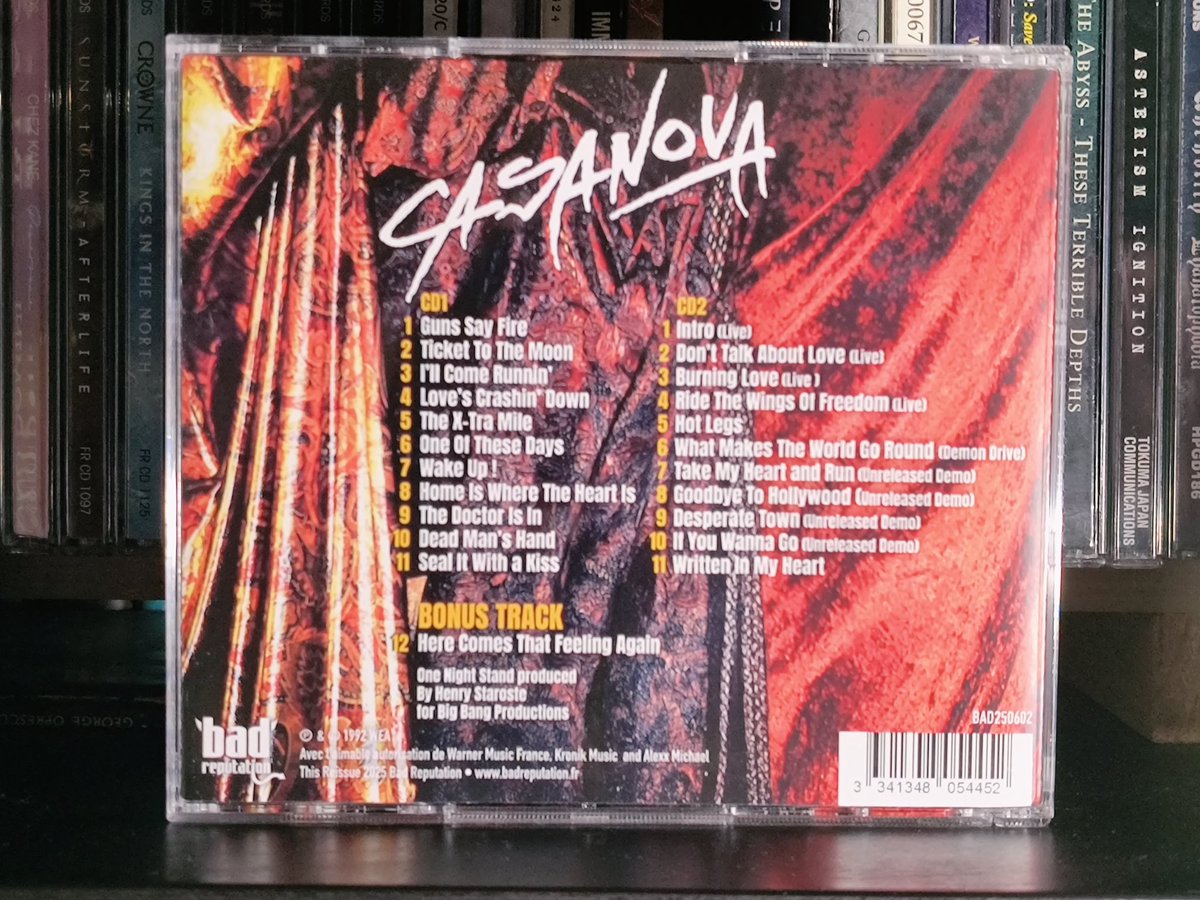 CASANOVA
CD1
1 Guns Say Fire
2 Ticket To The Moon
3 I'll Come Runnin'
4 Love's Crashin' Down
5 The X-Tra Mile
6 One Of These Days
7 Wake Up !
8 Home Is Where The Heart Is
9 The Doctor Is In
10 Dead Man's Hand
11 Seal It With a Kiss
BONUS TRACK
12 Here Comes That Feeling Again
One Night Stand produced
By Henry Staroste
for Big Bang Productions
CD2
1 Intro (Live)
2 Don't Talk About Love (Live)
3 Burning Love (Live )
4 Ride The Wings Of Freedom (Live)
5 Hot Legs
6 What Makes The World Go Round (Demon Drive)
7 Take My Heart and Run (Unreleased Demo)
8 Goodbye To Hollywood (Unreleased Demo)
9 Desperate Town (Unreleased Demo)
10 If You Wanna Go (Unreleased Demo)
11 Written In My Heart
bad
reputation
℗ & © 1992 WEA
Avec l'aimable autorisation de Warner Music France, Kronik Music and Alexx Michael
This Reissue 2025 Bad Reputation • www.badreputation.fr
BAD250602
3 341348 054452
CHEZ KANE
SUNSTORM - AFTERLIFE
FR CD 1097
CROWNE KINGS IN THE NORTH
FR CD 1125
THE ABYSS - THESE TERRIBLE DEPTHS
ASTERISM IGNITION
TOKUMA JAPAN
COMMUNICATIONS